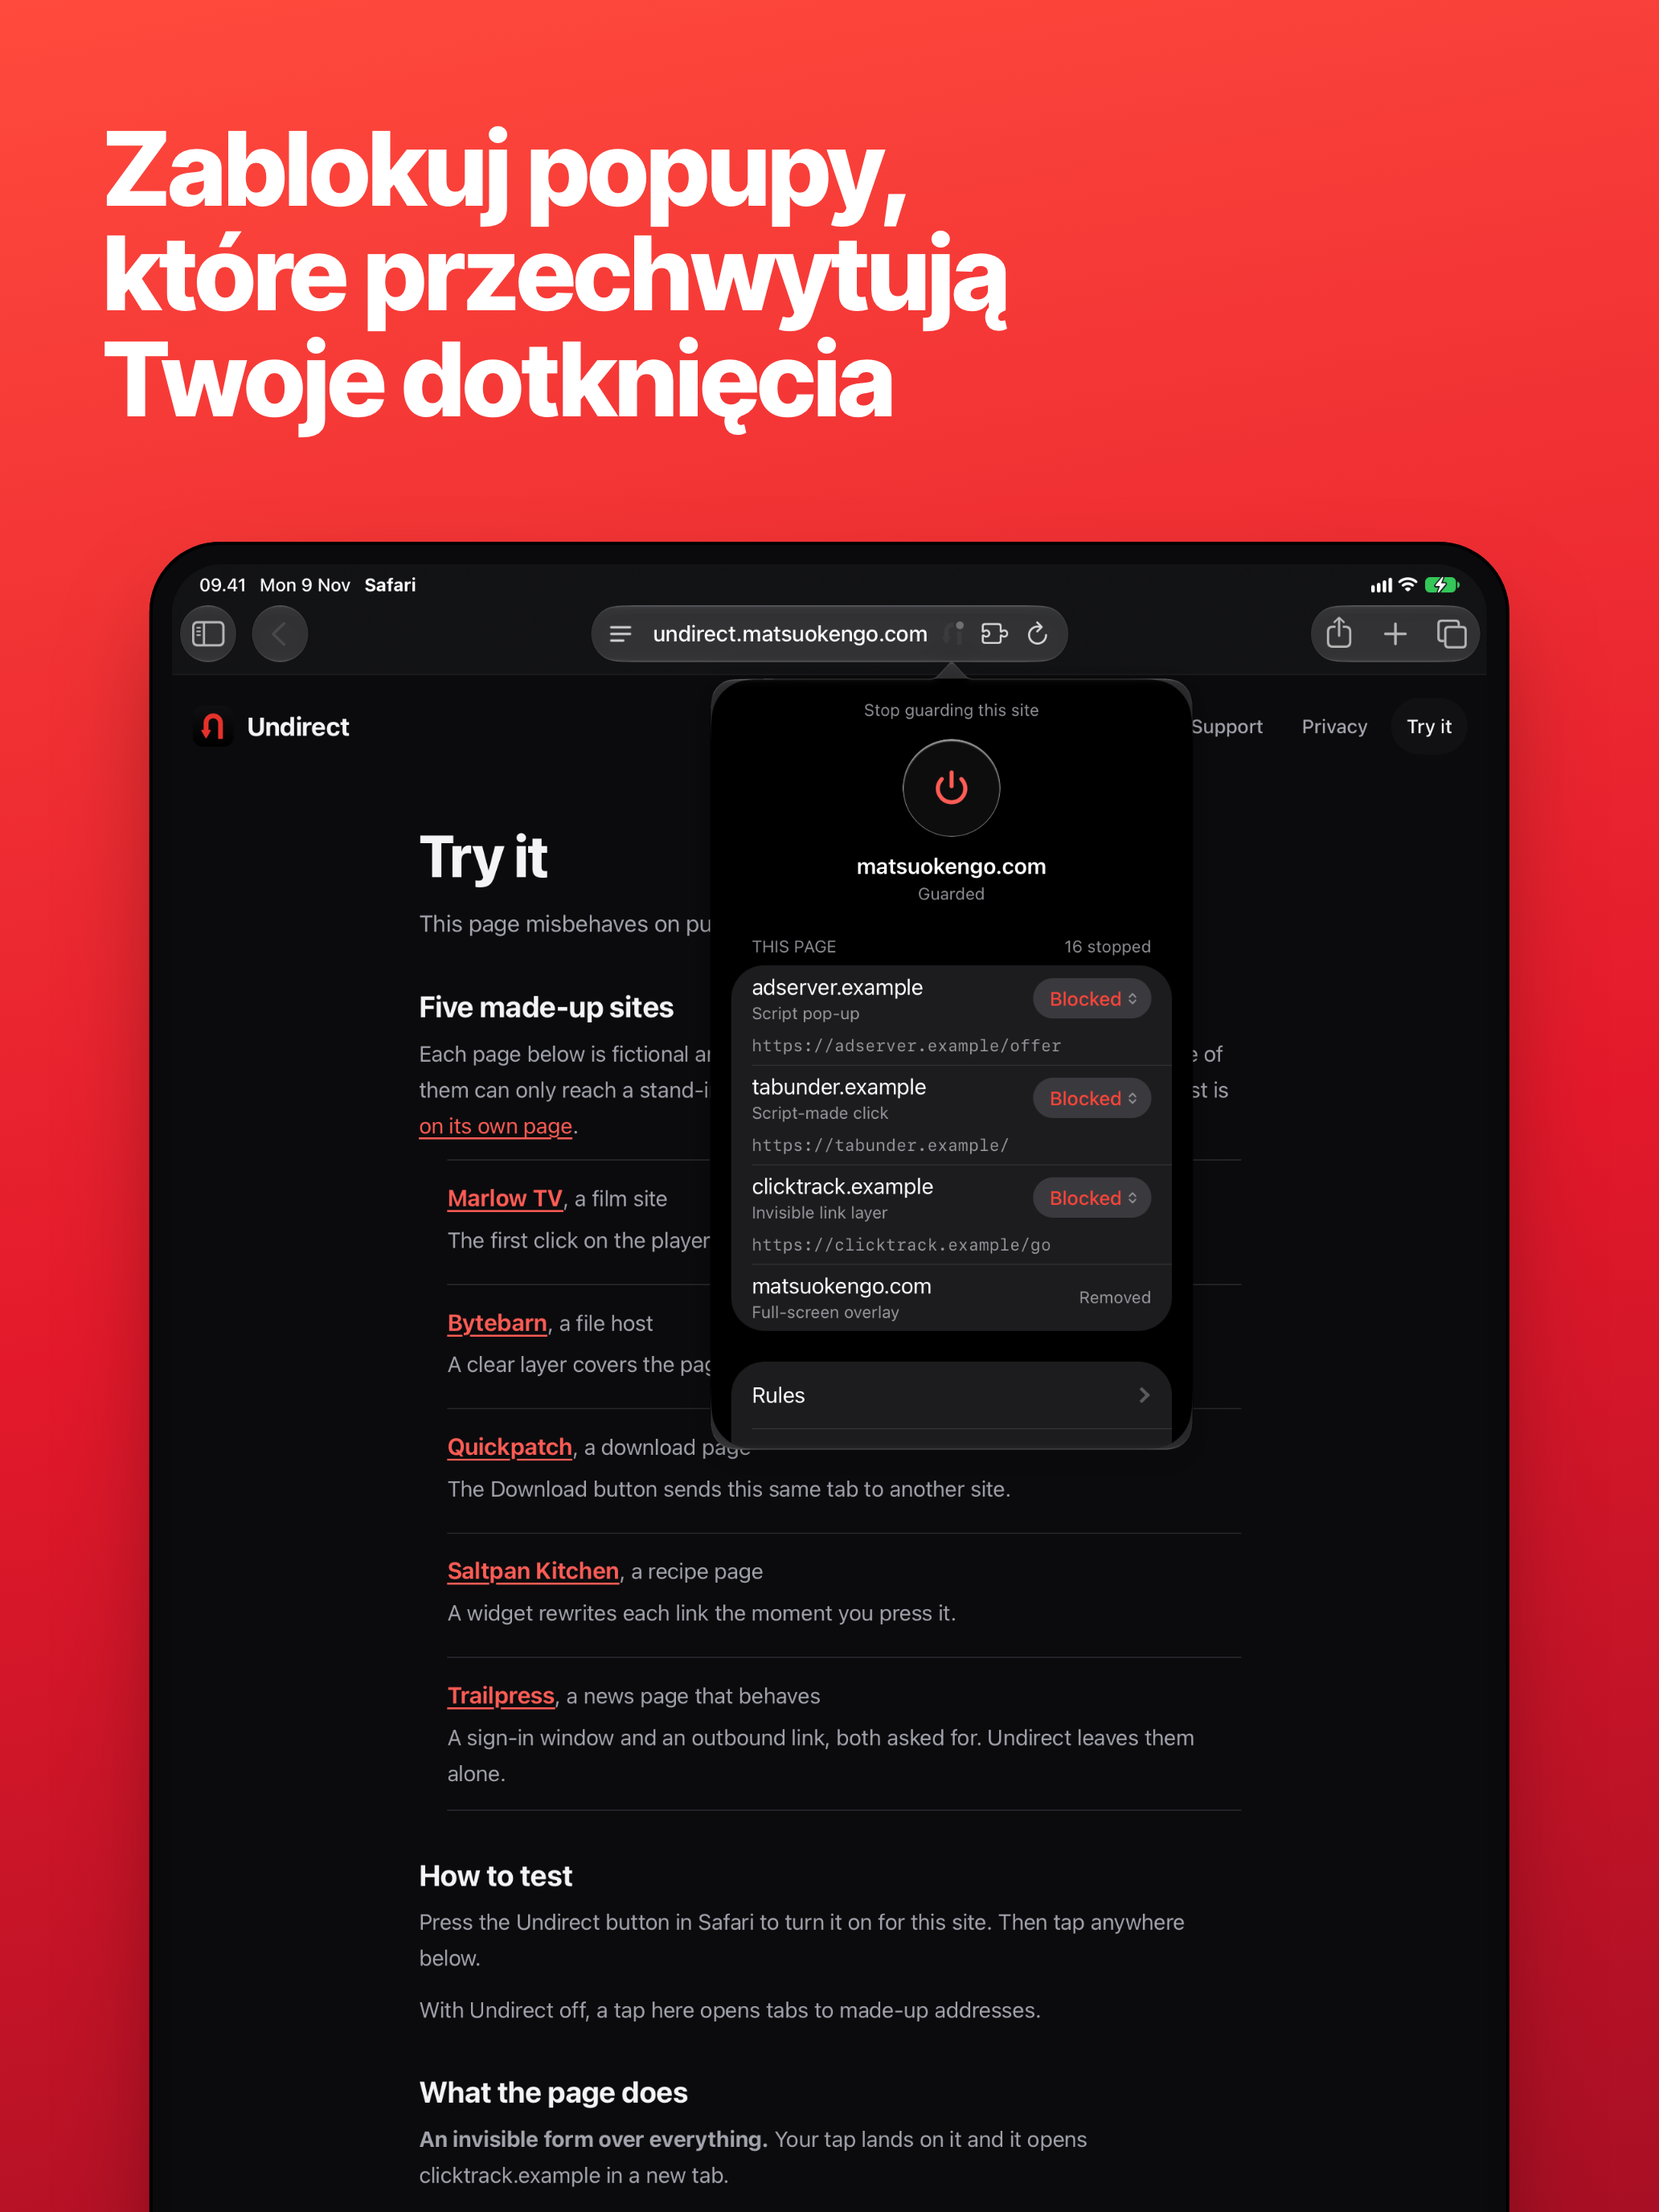 Zablokuj popupy,
które przechwytują
Twoje dotknięcia
09.41 Mon 9 Nov Safari
undirect.matsuokengo.com
Undirect
Support Privacy Try it
Stop guarding this site
matsuokengo.com
Guarded
THIS PAGE 16 stopped
adserver.example
Script pop-up
Blocked
https://adserver.example/offer
tabunder.example
Script-made click
Blocked
https://tabunder.example/
clicktrack.example
Invisible link layer
Blocked
https://clicktrack.example/go
matsuokengo.com
Full-screen overlay
Removed
Rules
Try it
This page misbehaves on pu
Five made-up sites
Each page below is fictional of
them can only reach a stand-i st is
on its own page.
Marlow TV, a film site
The first click on the player
Bytebarn, a file host
A clear layer covers the pag
Quickpatch, a download page
The Download button sends this same tab to another site.
Saltpan Kitchen, a recipe page
A widget rewrites each link the moment you press it.
Trailpress, a news page that behaves
A sign-in window and an outbound link, both asked for. Undirect leaves them
alone.
How to test
Press the Undirect button in Safari to turn it on for this site. Then tap anywhere
below.
With Undirect off, a tap here opens tabs to made-up addresses.
What the page does
An invisible form over everything. Your tap lands on it and it opens
clicktrack.example in a new tab.